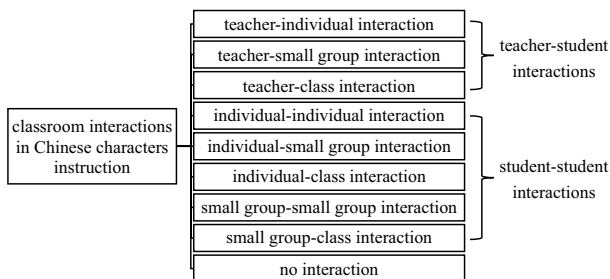 classroom interactions
in Chinese characters
instruction
teacher-individual interaction
teacher-small group interaction
teacher-class interaction
individual-individual interaction
individual-small group interaction
individual-class interaction
small group-small group interaction
small group-class interaction
no interaction
teacher-student
interactions
student-student
interactions